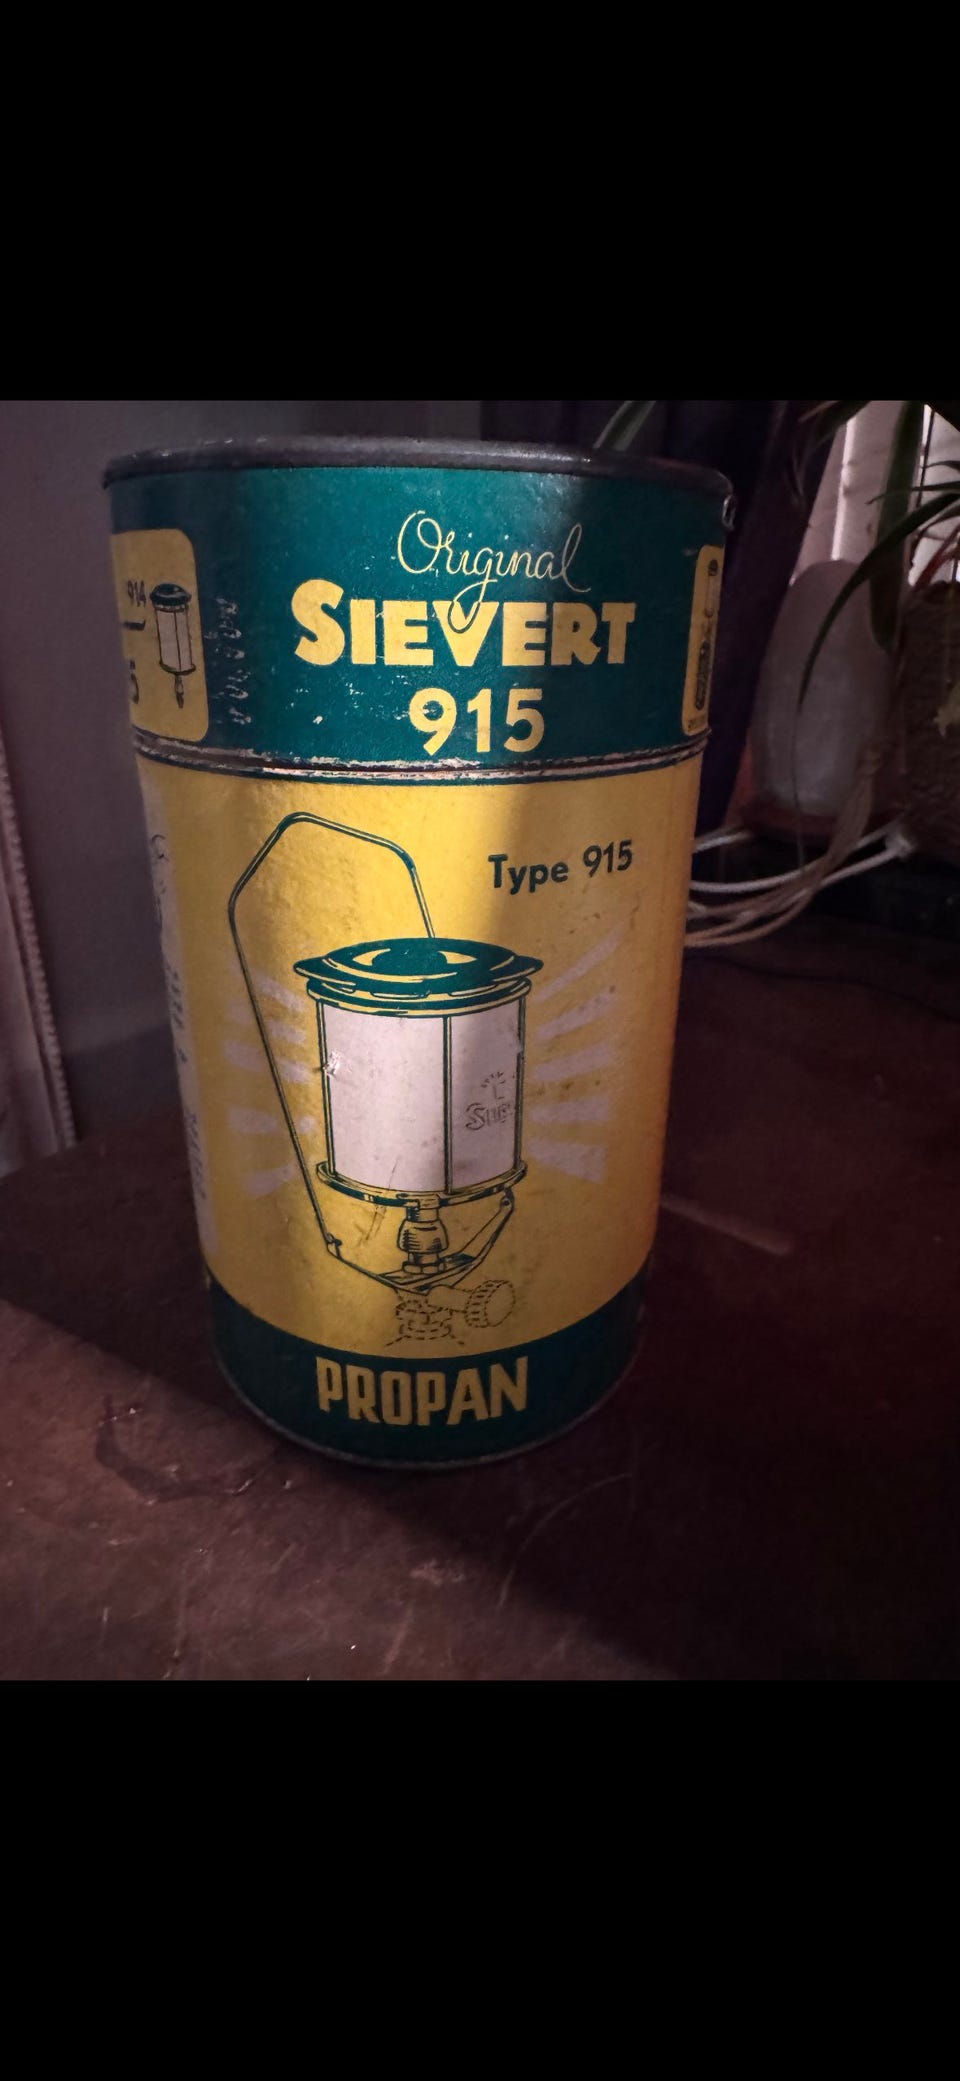 Original
SIEVERT
915
914
Type 915
PROPAN